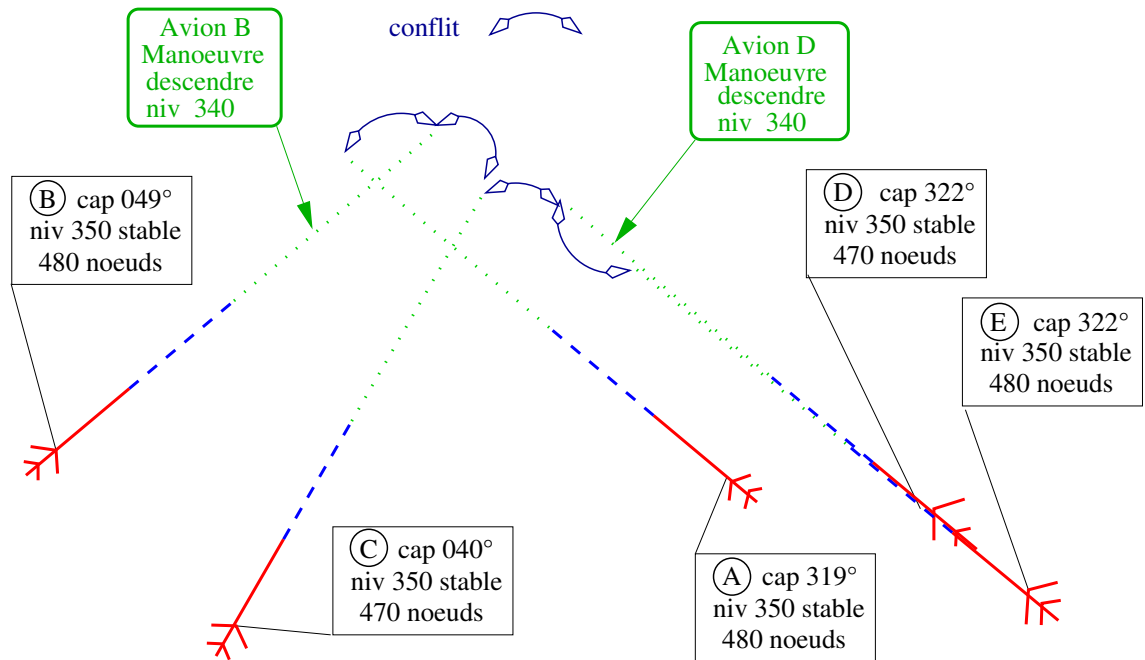 conflit
Avion B
Manoeuvre
descendre
niv 340
Avion D
Manoeuvre
descendre
niv 340
B cap 049°
niv 350 stable
480 noeuds
D cap 322°
niv 350 stable
470 noeuds
E cap 322°
niv 350 stable
480 noeuds
C cap 040°
niv 350 stable
470 noeuds
A cap 319°
niv 350 stable
480 noeuds